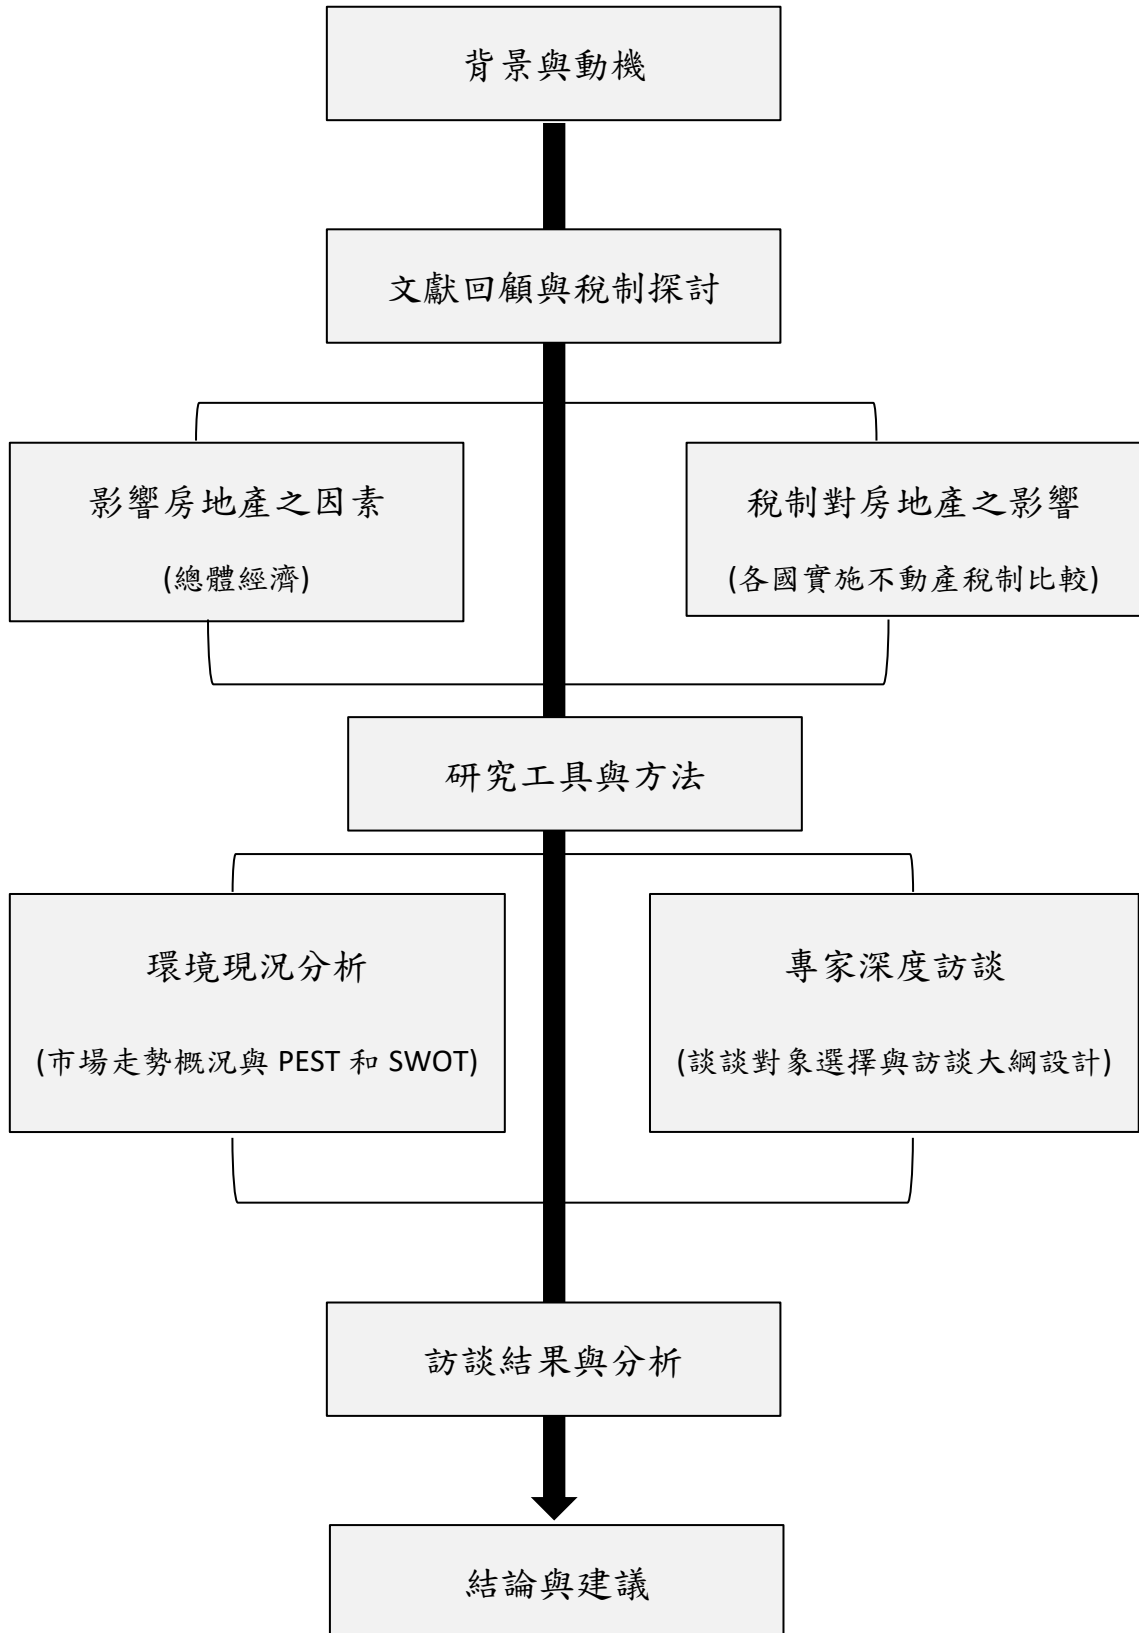 背景與動機
文獻回顧與稅制探討
影響房地產之因素
(總體經濟)
稅制對房地產之影響
(各國實施不動產稅制比較)
研究工具與方法
環境現況分析
(市場走勢概況與 PEST 和 SWOT)
專家深度訪談
(談談對象選擇與訪談大綱設計)
訪談結果與分析
結論與建議